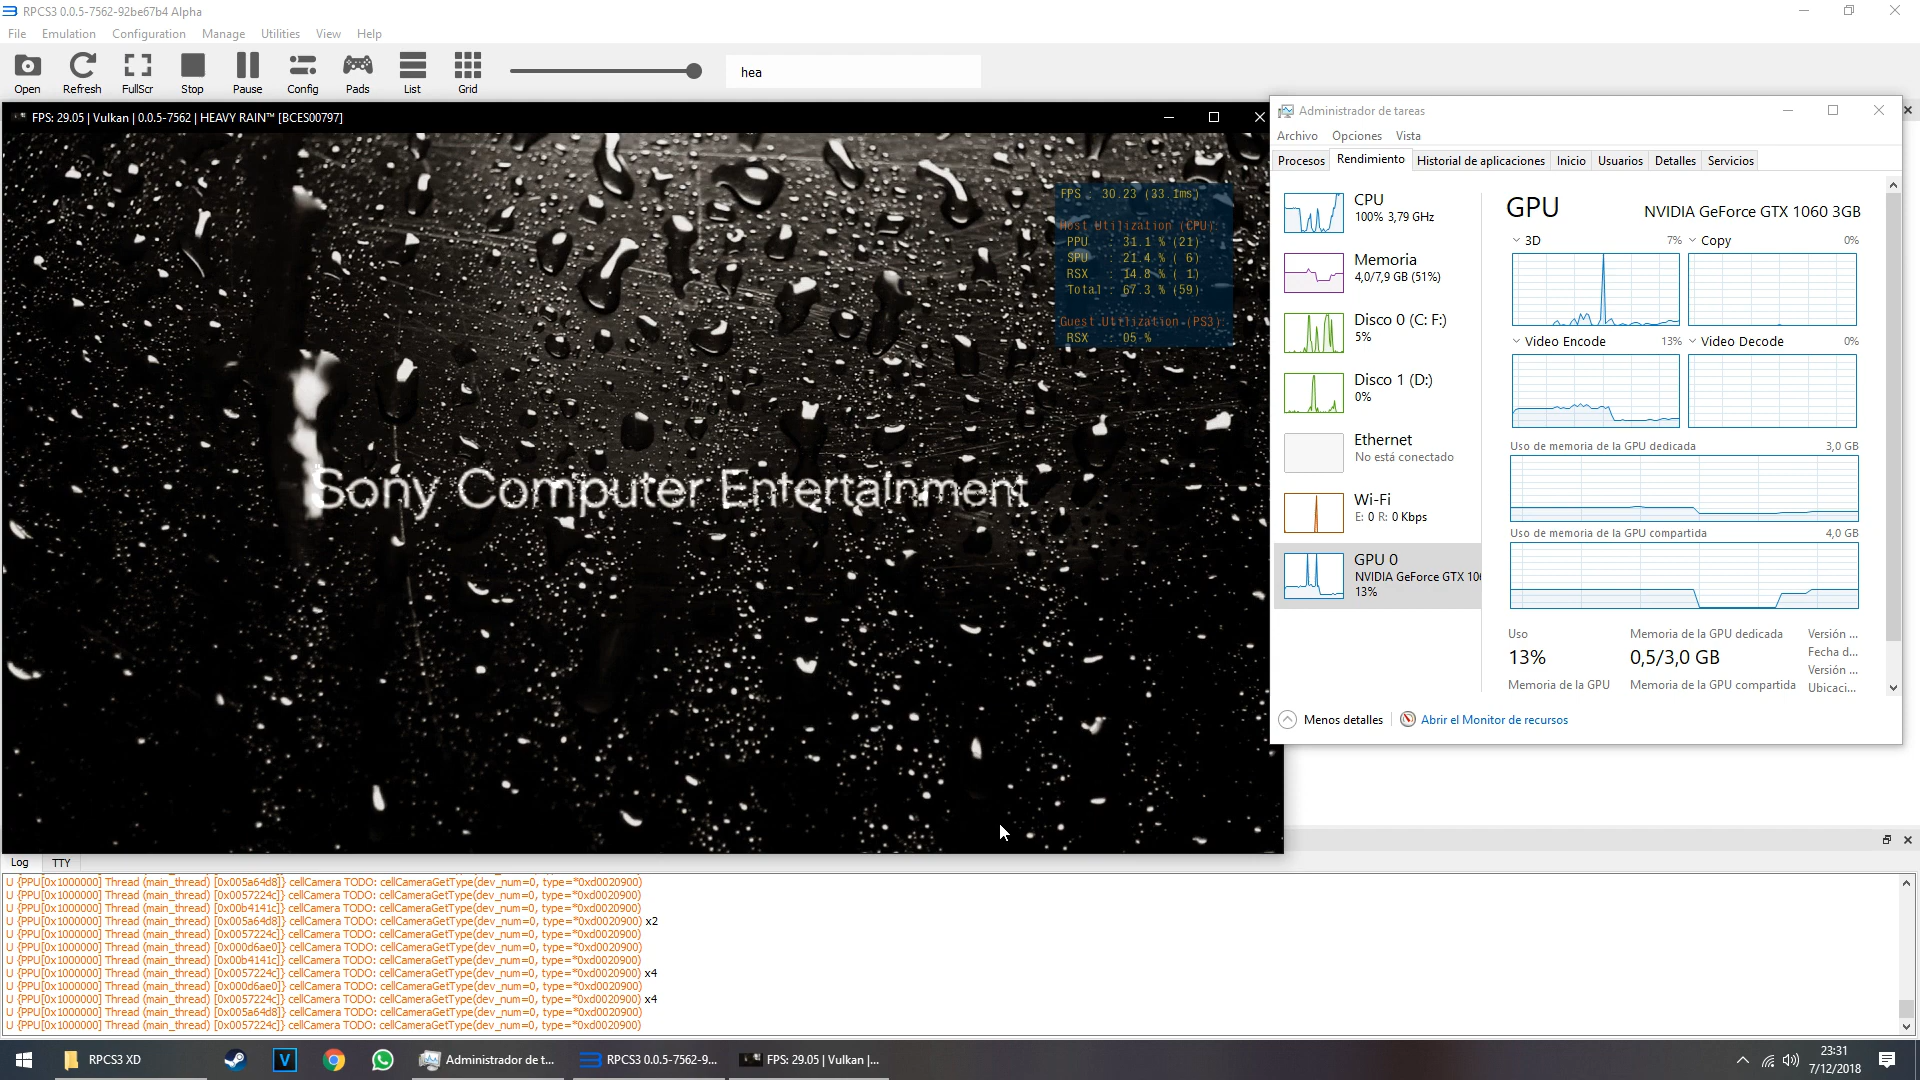 RPCS3 0.0.5-7562-92be67b4 Alpha
File Emulation Configuration Manage Utilities View Help
Open Refresh FullScr Stop Pause Config Pads List Grid
hea
FPS: 29.05 | Vulkan | 0.0.5-7562 | HEAVY RAIN™ [BCES00797]
FPS : 30.23 (33.1ms)
Host Utilization (CPU):
PPU : 31.1 % (21)
SPU : 21.4 % ( 6)
RSX : 14.8 % ( 1)
Total : 67.3 % (59)
Guest Utilization (PS3):
RSX : 05 %
Sony Computer Entertainment
Administrador de tareas
Archivo Opciones Vista
Procesos Rendimiento Historial de aplicaciones Inicio Usuarios Detalles Servicios
CPU
100% 3,79 GHz
Memoria
4,0/7,9 GB (51%)
Disco 0 (C: F:)
5%
Disco 1 (D:)
0%
Ethernet
No está conectado
Wi-Fi
E: 0 R: 0 Kbps
GPU 0
NVIDIA GeForce GTX 10
13%
GPU NVIDIA GeForce GTX 1060 3GB
3D 7% Copy 0%
Video Encode 13% Video Decode 0%
Uso de memoria de la GPU dedicada 3,0 GB
Uso de memoria de la GPU compartida 4,0 GB
Uso Memoria de la GPU dedicada Versión ...
13% 0,5/3,0 GB Fecha d...
Versión ...
Memoria de la GPU Memoria de la GPU compartida Ubicaci...
Menos detalles Abrir el Monitor de recursos
Log TTY
U {PPU[0x1000000] Thread (main_thread) [0x005a64d8]} cellCamera TODO: cellCameraGetType(dev_num=0, type=*0xd0020900)
U {PPU[0x1000000] Thread (main_thread) [0x0057224c]} cellCamera TODO: cellCameraGetType(dev_num=0, type=*0xd0020900)
U {PPU[0x1000000] Thread (main_thread) [0x00b4141c]} cellCamera TODO: cellCameraGetType(dev_num=0, type=*0xd0020900)
U {PPU[0x1000000] Thread (main_thread) [0x005a64d8]} cellCamera TODO: cellCameraGetType(dev_num=0, type=*0xd0020900) x2
U {PPU[0x1000000] Thread (main_thread) [0x0057224c]} cellCamera TODO: cellCameraGetType(dev_num=0, type=*0xd0020900)
U {PPU[0x1000000] Thread (main_thread) [0x000d6ae0]} cellCamera TODO: cellCameraGetType(dev_num=0, type=*0xd0020900)
U {PPU[0x1000000] Thread (main_thread) [0x00b4141c]} cellCamera TODO: cellCameraGetType(dev_num=0, type=*0xd0020900)
U {PPU[0x1000000] Thread (main_thread) [0x0057224c]} cellCamera TODO: cellCameraGetType(dev_num=0, type=*0xd0020900) x4
U {PPU[0x1000000] Thread (main_thread) [0x000d6ae0]} cellCamera TODO: cellCameraGetType(dev_num=0, type=*0xd0020900)
U {PPU[0x1000000] Thread (main_thread) [0x0057224c]} cellCamera TODO: cellCameraGetType(dev_num=0, type=*0xd0020900) x4
U {PPU[0x1000000] Thread (main_thread) [0x005a64d8]} cellCamera TODO: cellCameraGetType(dev_num=0, type=*0xd0020900)
U {PPU[0x1000000] Thread (main_thread) [0x0057224c]} cellCamera TODO: cellCameraGetType(dev_num=0, type=*0xd0020900)
RPCS3 XD V Administrador de t... RPCS3 0.0.5-7562-9... FPS: 29.05 | Vulkan |... 23:31
7/12/2018